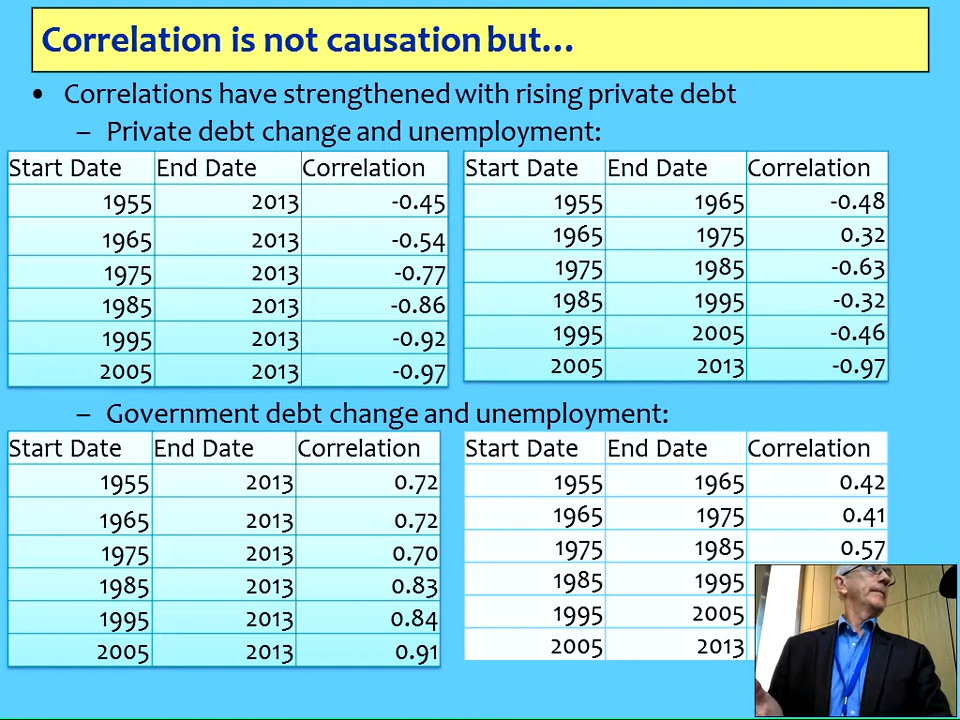 Correlation is not causation but…
• Correlations have strengthened with rising private debt
– Private debt change and unemployment:
Start Date End Date Correlation
1955 2013 -0.45
1965 2013 -0.54
1975 2013 -0.77
1985 2013 -0.86
1995 2013 -0.92
2005 2013 -0.97
Start Date End Date Correlation
1955 1965 -0.48
1965 1975 0.32
1975 1985 -0.63
1985 1995 -0.32
1995 2005 -0.46
2005 2013 -0.97
– Government debt change and unemployment:
Start Date End Date Correlation
1955 2013 0.72
1965 2013 0.72
1975 2013 0.70
1985 2013 0.83
1995 2013 0.84
2005 2013 0.91
Start Date End Date Correlation
1955 1965 0.42
1965 1975 0.41
1975 1985 0.57
1985 1995
1995 2005
2005 2013